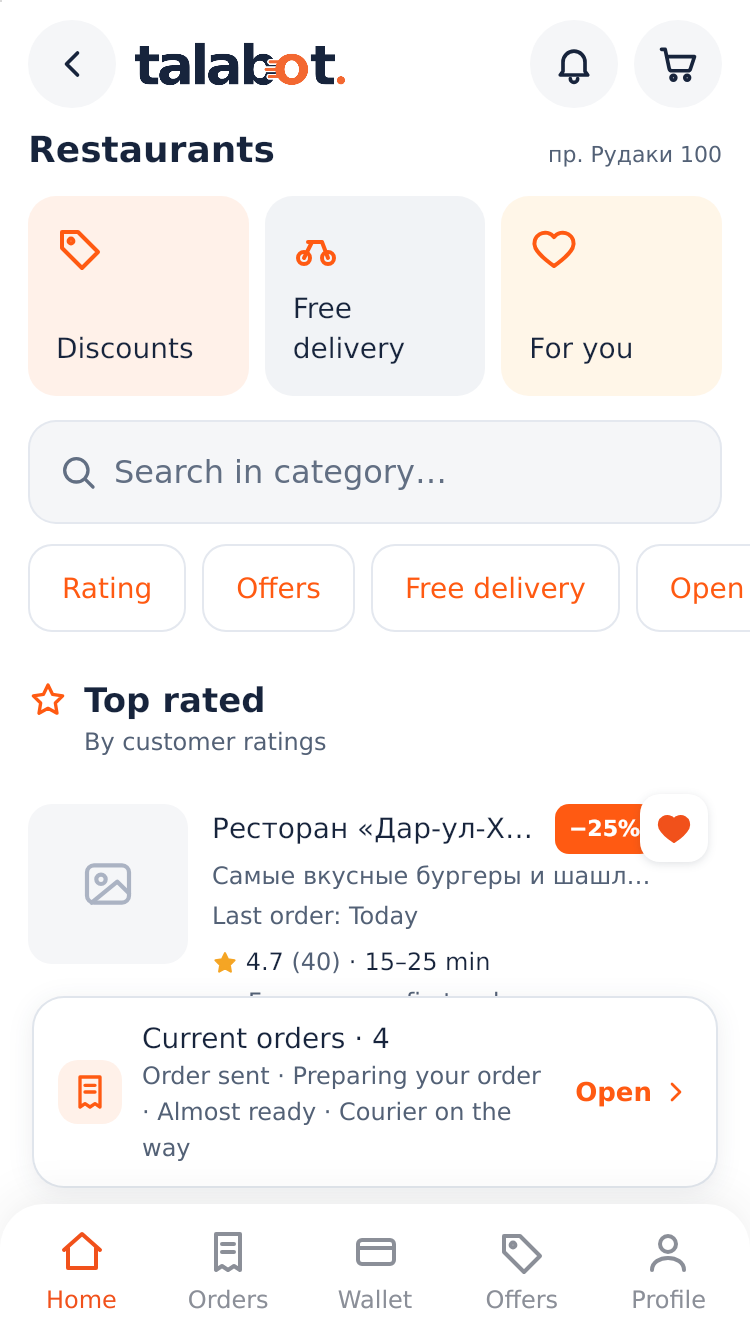 talabot.
Restaurants
пр. Рудаки 100
Discounts
Free
delivery
For you
Search in category...
Rating
Offers
Free delivery
Open
Top rated
By customer ratings
Ресторан «Дар-ул-Х...
−25%
Самые вкусные бургеры и шашл...
Last order: Today
4.7 (40) · 15–25 min
Current orders · 4
Order sent · Preparing your order
· Almost ready · Courier on the
way
Open
Home
Orders
Wallet
Offers
Profile